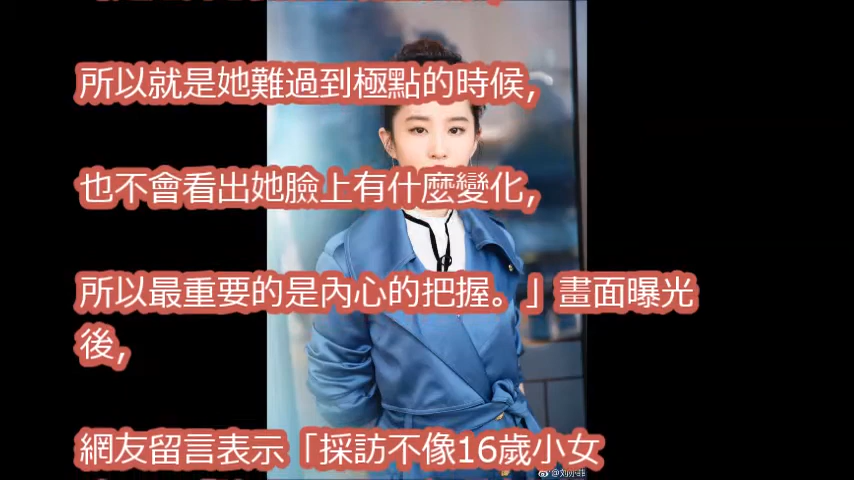 所以就是她難過到極點的時候，
也不會看出她臉上有什麼變化，
所以最重要的是內心的把握。」畫面曝光
後，
網友留言表示「採訪不像16歲小女